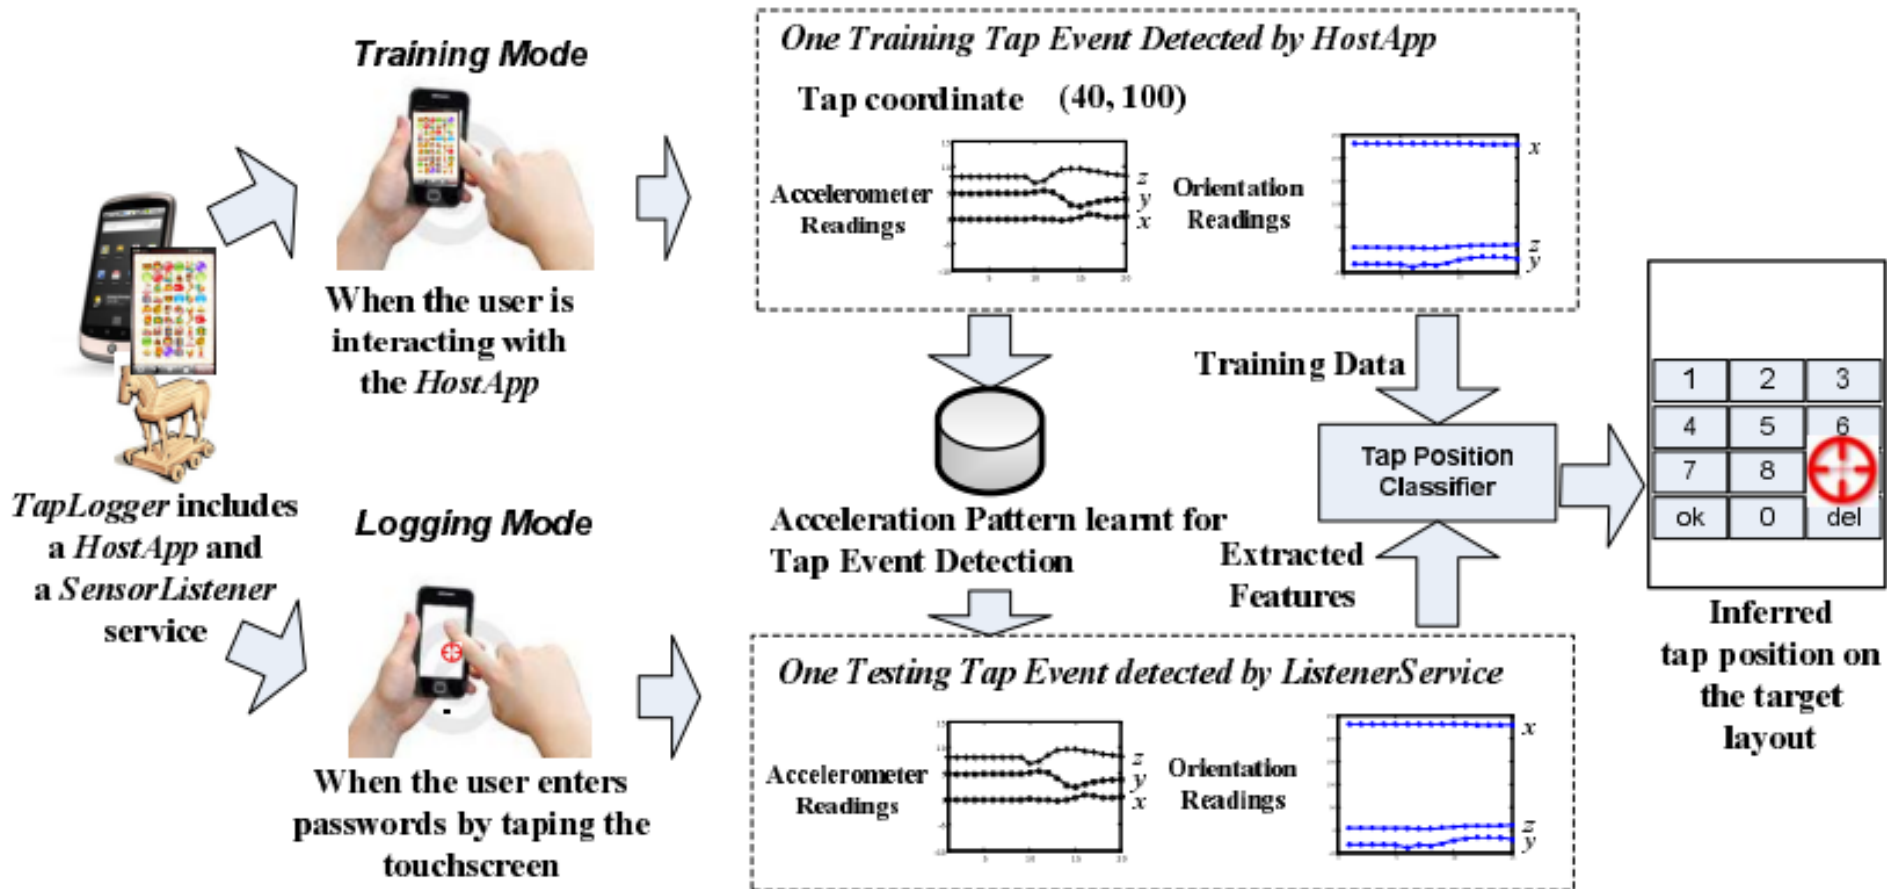 Training Mode
When the user is
interacting with
the HostApp
TapLogger includes
a HostApp and
a SensorListener
service
Logging Mode
When the user enters
passwords by taping the
touchscreen
One Training Tap Event Detected by HostApp
Tap coordinate (40, 100)
Accelerometer
Readings
z
y
x
Orientation
Readings
x
z
y
Training Data
Acceleration Pattern learnt for
Tap Event Detection
Tap Position
Classifier
Extracted
Features
One Testing Tap Event detected by ListenerService
Accelerometer
Readings
z
y
x
Orientation
Readings
x
z
y
1 2 3
4 5 6
7 8
ok 0 del
Inferred
tap position on
the target
layout